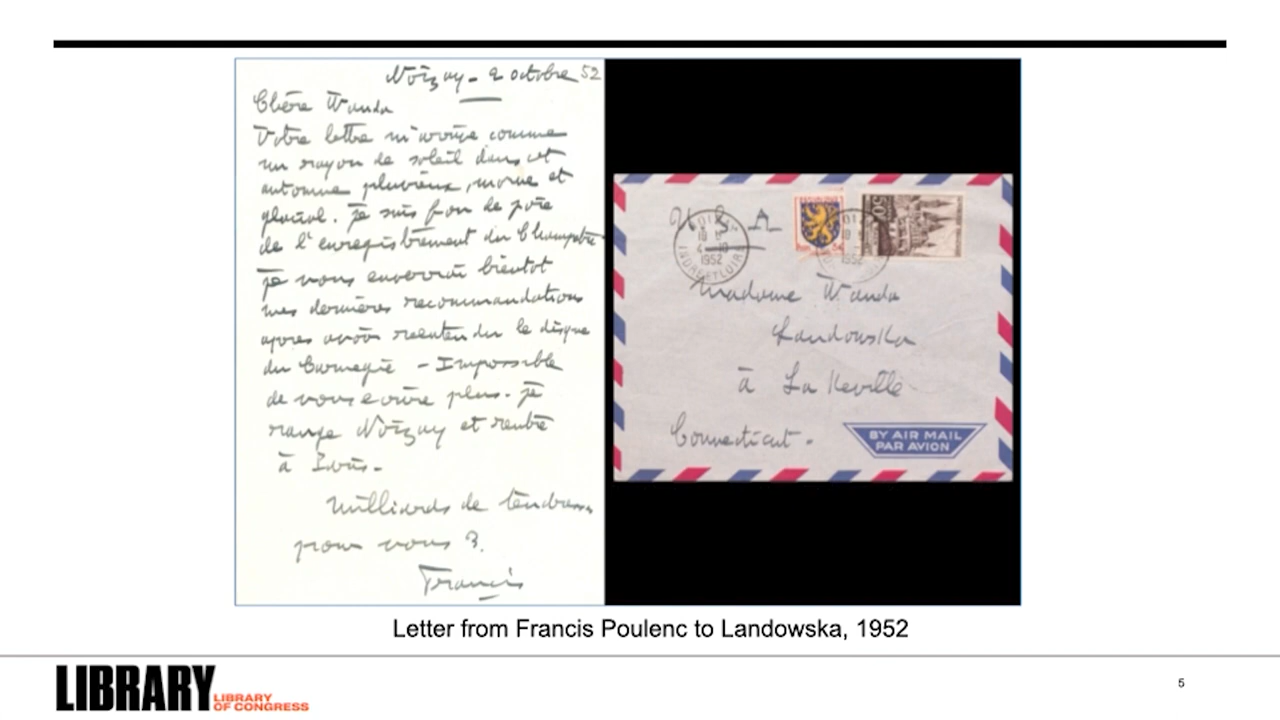 Noizay - 2 octobre 52
Chère Wanda
Votre lettre m'arrive comme
un rayon de soleil dans cet
automne pluvieux, morne et
glacial. Je suis fou de joie
de l'enregistrement du Champêtre
Je vous enverrai bientôt
mes dernières recommandations
après avoir réentendu le disque
du Carnegie - Impossible
de vous écrire plus. Je
range Noizay et rentre
à
Milliards de tendresses
pour vous 3.
Francis
U.S.A
1952
INDRE ET LOIRE
1952
Madame Wanda
Landowska
à Lakeville
Connecticut.
BY AIR MAIL
PAR AVION
Letter from Francis Poulenc to Landowska, 1952
LIBRARY
LIBRARY
OF CONGRESS
5